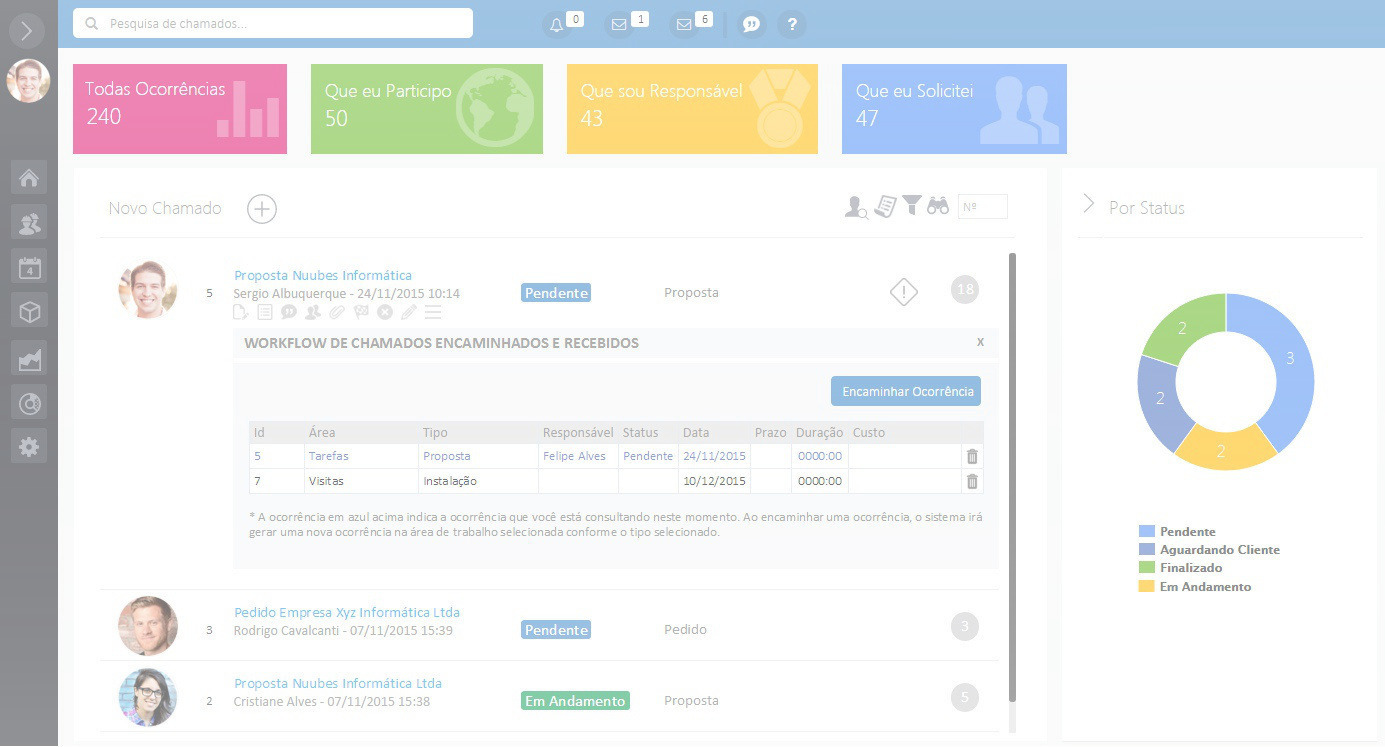 Pesquisa de chamados...
0
1
6
?
Todas Ocorrências
240
Que eu Participo
50
Que sou Responsável
43
Que eu Solicitei
47
4
Novo Chamado
Nº
Por Status
Proposta Nuubes Informática
5 Sergio Albuquerque - 24/11/2015 10:14 Pendente Proposta 18
WORKFLOW DE CHAMADOS ENCAMINHADOS E RECEBIDOS x
Encaminhar Ocorrência
Id Área Tipo Responsável Status Data Prazo Duração Custo
5 Tarefas Proposta Felipe Alves Pendente 24/11/2015 0000:00
7 Visitas Instalação 10/12/2015 0000:00
* A ocorrência em azul acima indica a ocorrência que você está consultando neste momento. Ao encaminhar uma ocorrência, o sistema irá
gerar uma nova ocorrência na área de trabalho selecionada conforme o tipo selecionado.
Pedido Empresa Xyz Informática Ltda
3 Rodrigo Cavalcanti - 07/11/2015 15:39 Pendente Pedido 3
Proposta Nuubes Informática Ltda
2 Cristiane Alves - 07/11/2015 15:38 Em Andamento Proposta 5
2
3
2
2
Pendente
Aguardando Cliente
Finalizado
Em Andamento